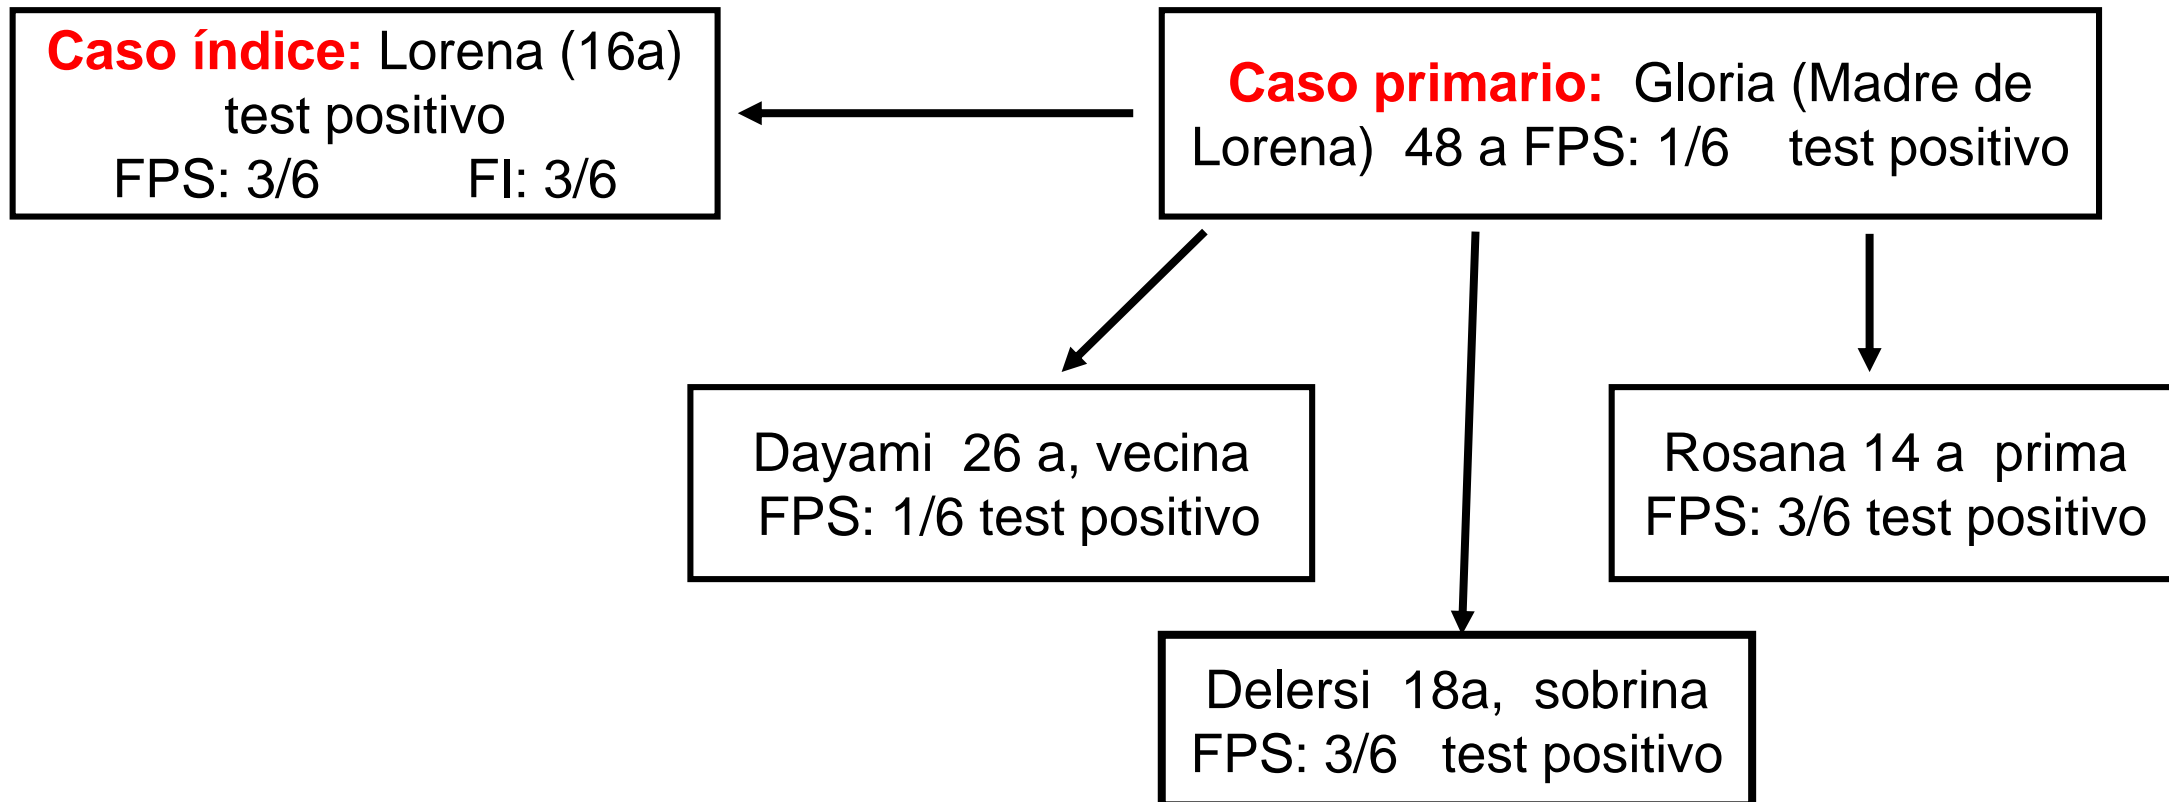 Caso índice: Lorena (16a)
test positivo
FPS: 3/6 FI: 3/6
Caso primario: Gloria (Madre de
Lorena) 48 a FPS: 1/6 test positivo
Dayami 26 a, vecina
FPS: 1/6 test positivo
Rosana 14 a prima
FPS: 3/6 test positivo
Delersi 18a, sobrina
FPS: 3/6 test positivo